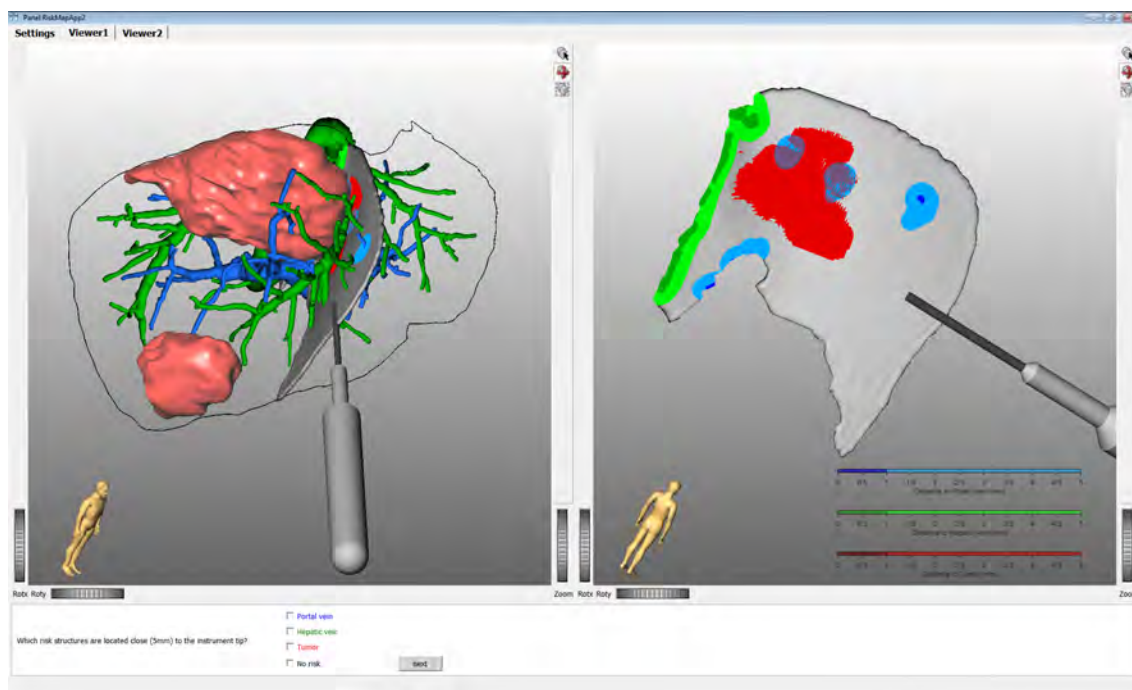 Panel RiskMapApp2
Settings Viewer1 Viewer2
Rotx Roty
Zoom
Rotx Roty
Zoo
Which risk structures are located close (5mm) to the instrument tip?
Portal vein
Hepatic vein
Tumor
No risk
Next